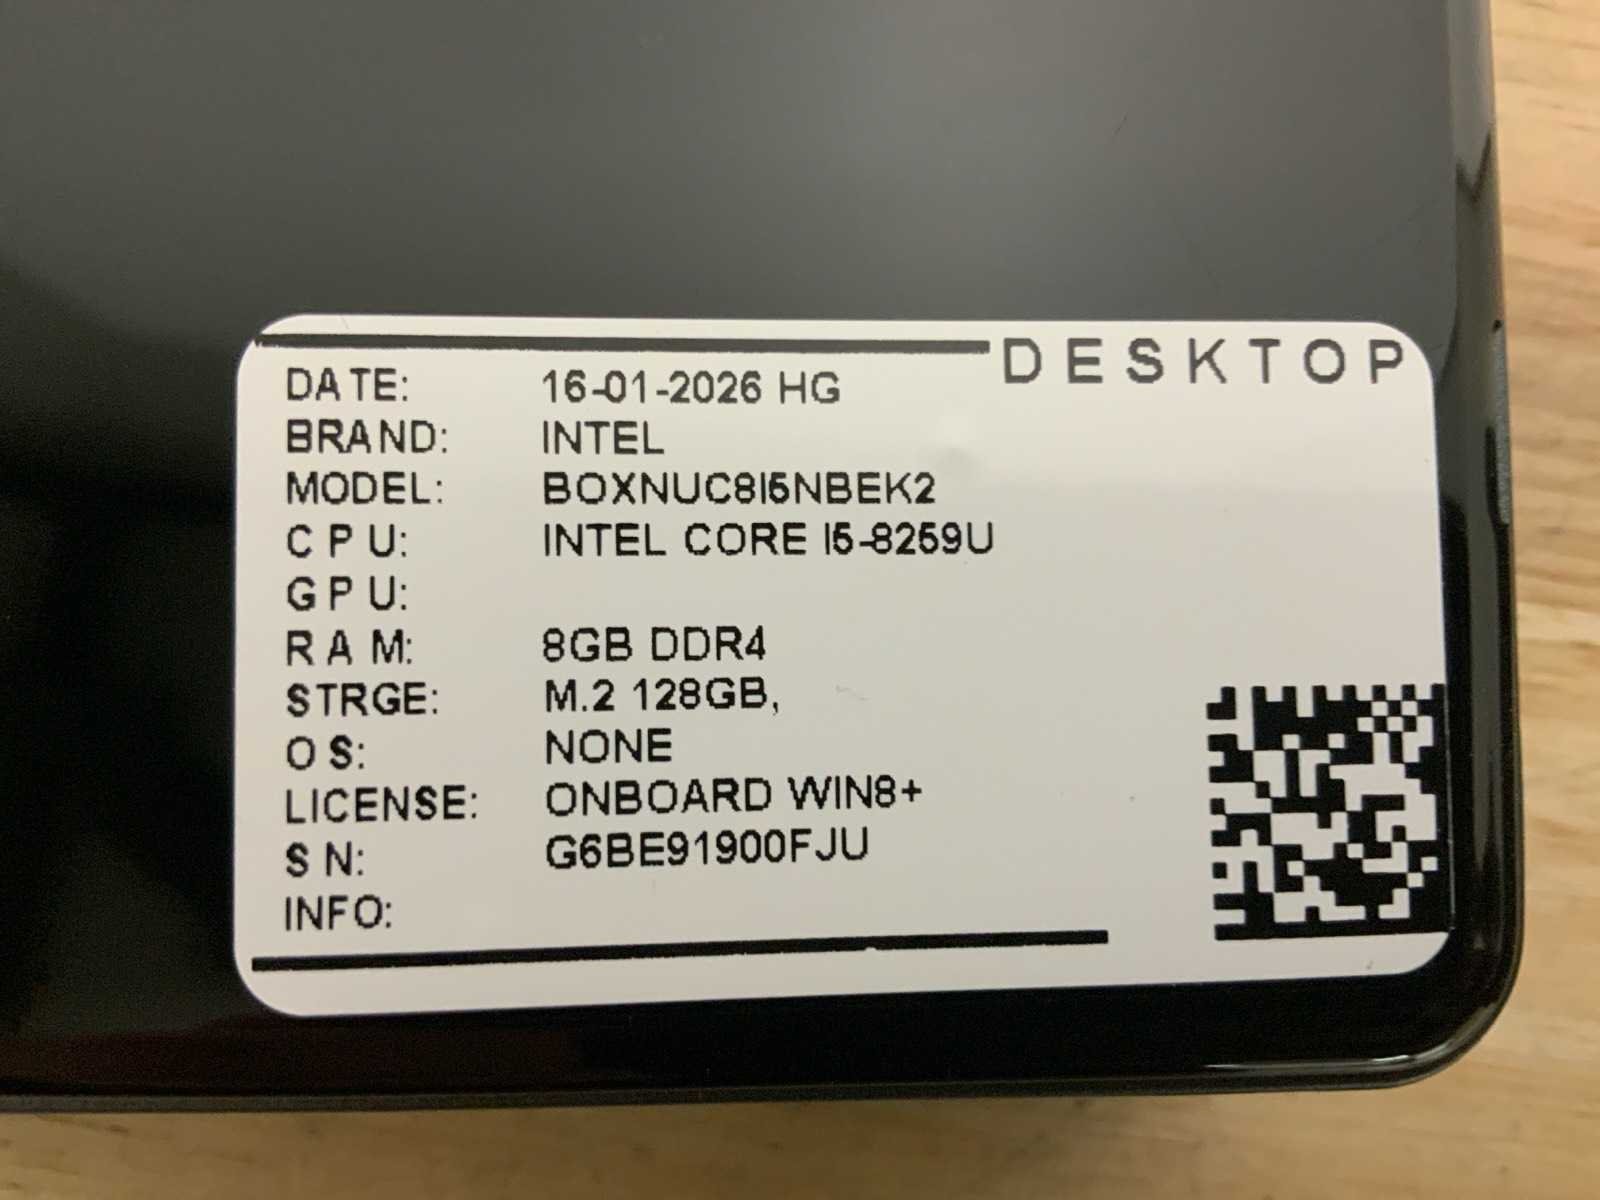 DESKTOP
DATE: 16-01-2026 HG
BRAND: INTEL
MODEL: BOXNUC8I5NBEK2
CPU: INTEL CORE I5-8259U
GPU:
RAM: 8GB DDR4
STRGE: M.2 128GB,
OS: NONE
LICENSE: ONBOARD WIN8+
SN: G6BE91900FJU
INFO: